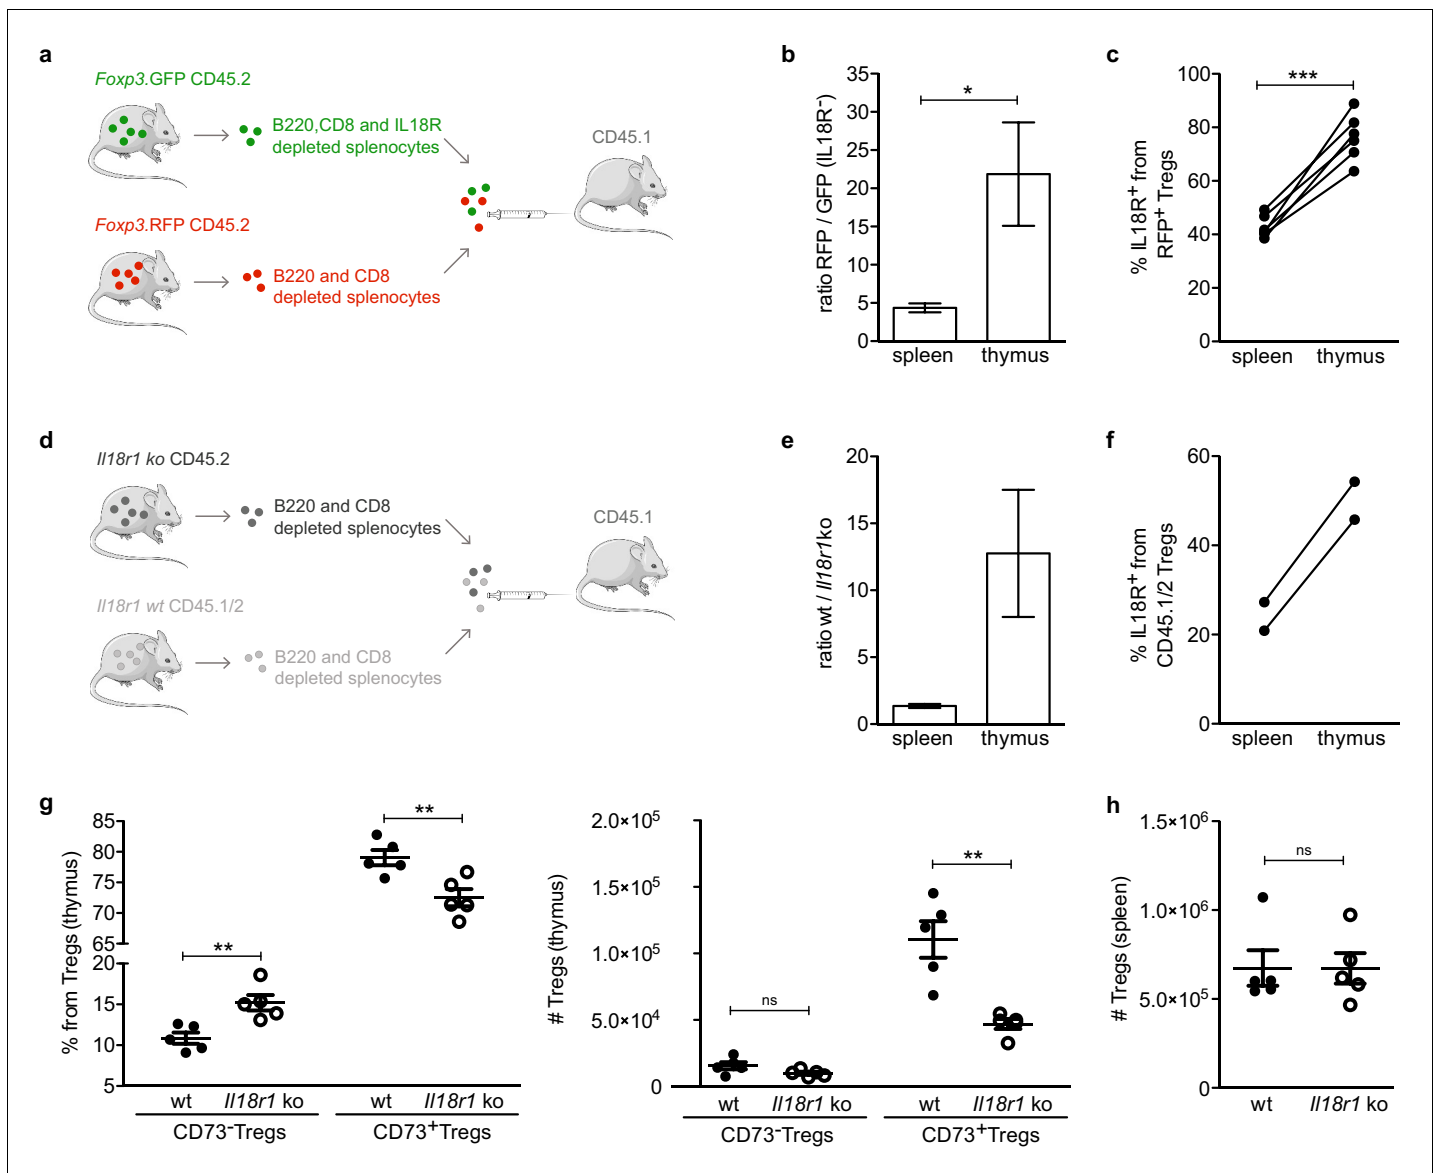 a
Foxp3.GFP CD45.2
B220,CD8 and IL18R
depleted splenocytes
CD45.1
Foxp3.RFP CD45.2
B220 and CD8
depleted splenocytes
b
ratio RFP / GFP (IL18R⁻)
35
30
25
20
15
10
5
0
*
spleen
thymus
c
% IL18R⁺ from
RFP⁺ Tregs
100
80
60
40
20
0
***
spleen
thymus
d
Il18r1 ko CD45.2
B220 and CD8
depleted splenocytes
CD45.1
Il18r1 wt CD45.1/2
B220 and CD8
depleted splenocytes
e
ratio wt / Il18r1ko
20
15
10
5
0
spleen
thymus
f
% IL18R⁺ from
CD45.1/2 Tregs
60
40
20
0
spleen
thymus
g
% from Tregs (thymus)
85
80
75
70
65
20
15
10
5
**
**
wt
Il18r1 ko
wt
Il18r1 ko
CD73⁻Tregs
CD73⁺Tregs
# Tregs (thymus)
2.0×10⁵
1.5×10⁵
1.0×10⁵
5.0×10⁴
0
ns
**
wt
Il18r1 ko
wt
Il18r1 ko
CD73⁻Tregs
CD73⁺Tregs
h
# Tregs (spleen)
1.5×10⁶
1.0×10⁶
5.0×10⁵
0
ns
wt
Il18r1 ko